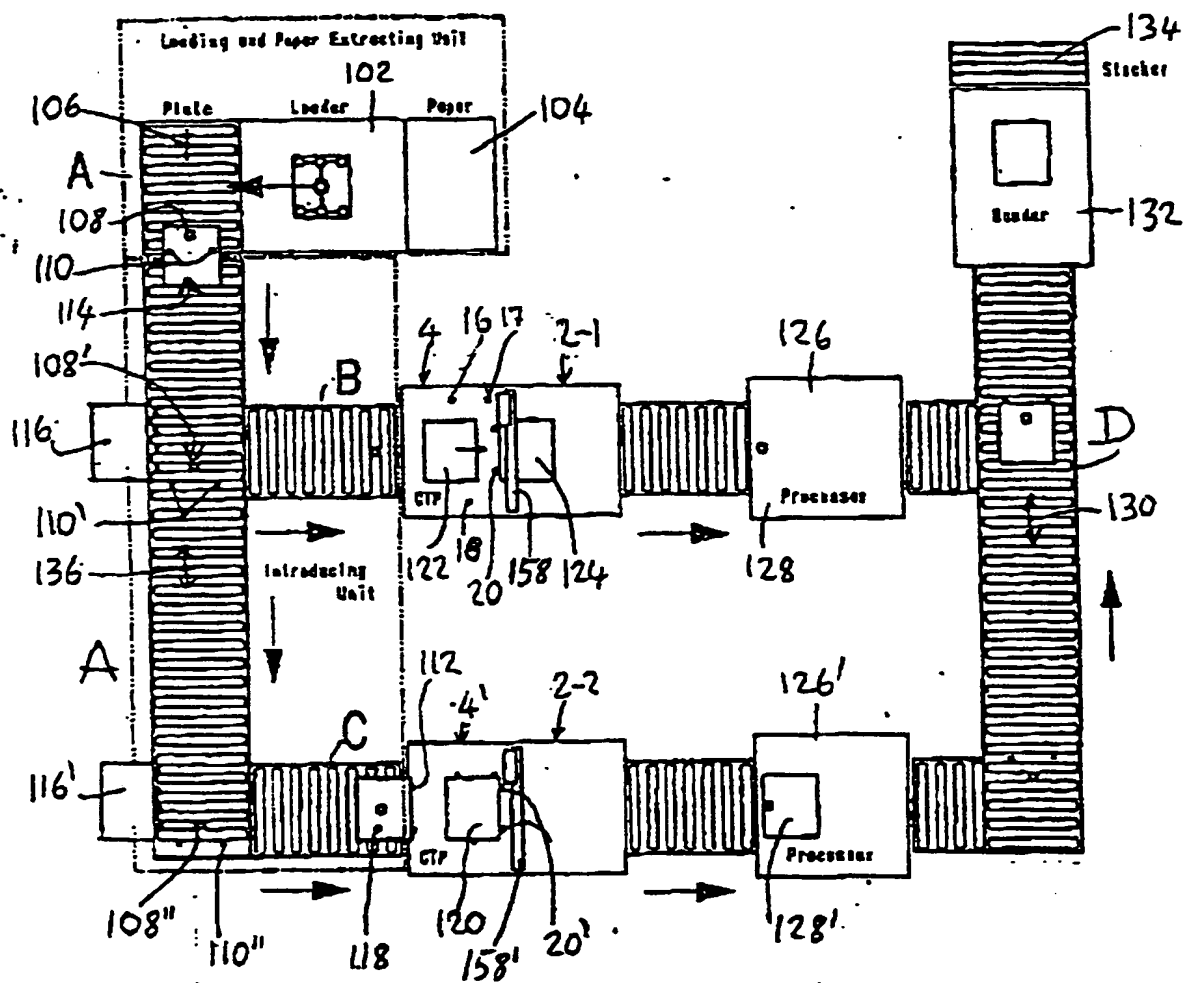 Loading and Paper Extracting Unit
134
Stacker
102
106
Plate
Loader
Paper
104
A
108
132
110
114
16
17
4
2-1
126
108'
B
D
116
110'
CTP
Processor
130
18
136
122
20
158
124
128
Introducing
Unit
A
112
4'
2-2
126'
C
116'
CTP
Processor
108"
110"
118
120
158'
20'
128'